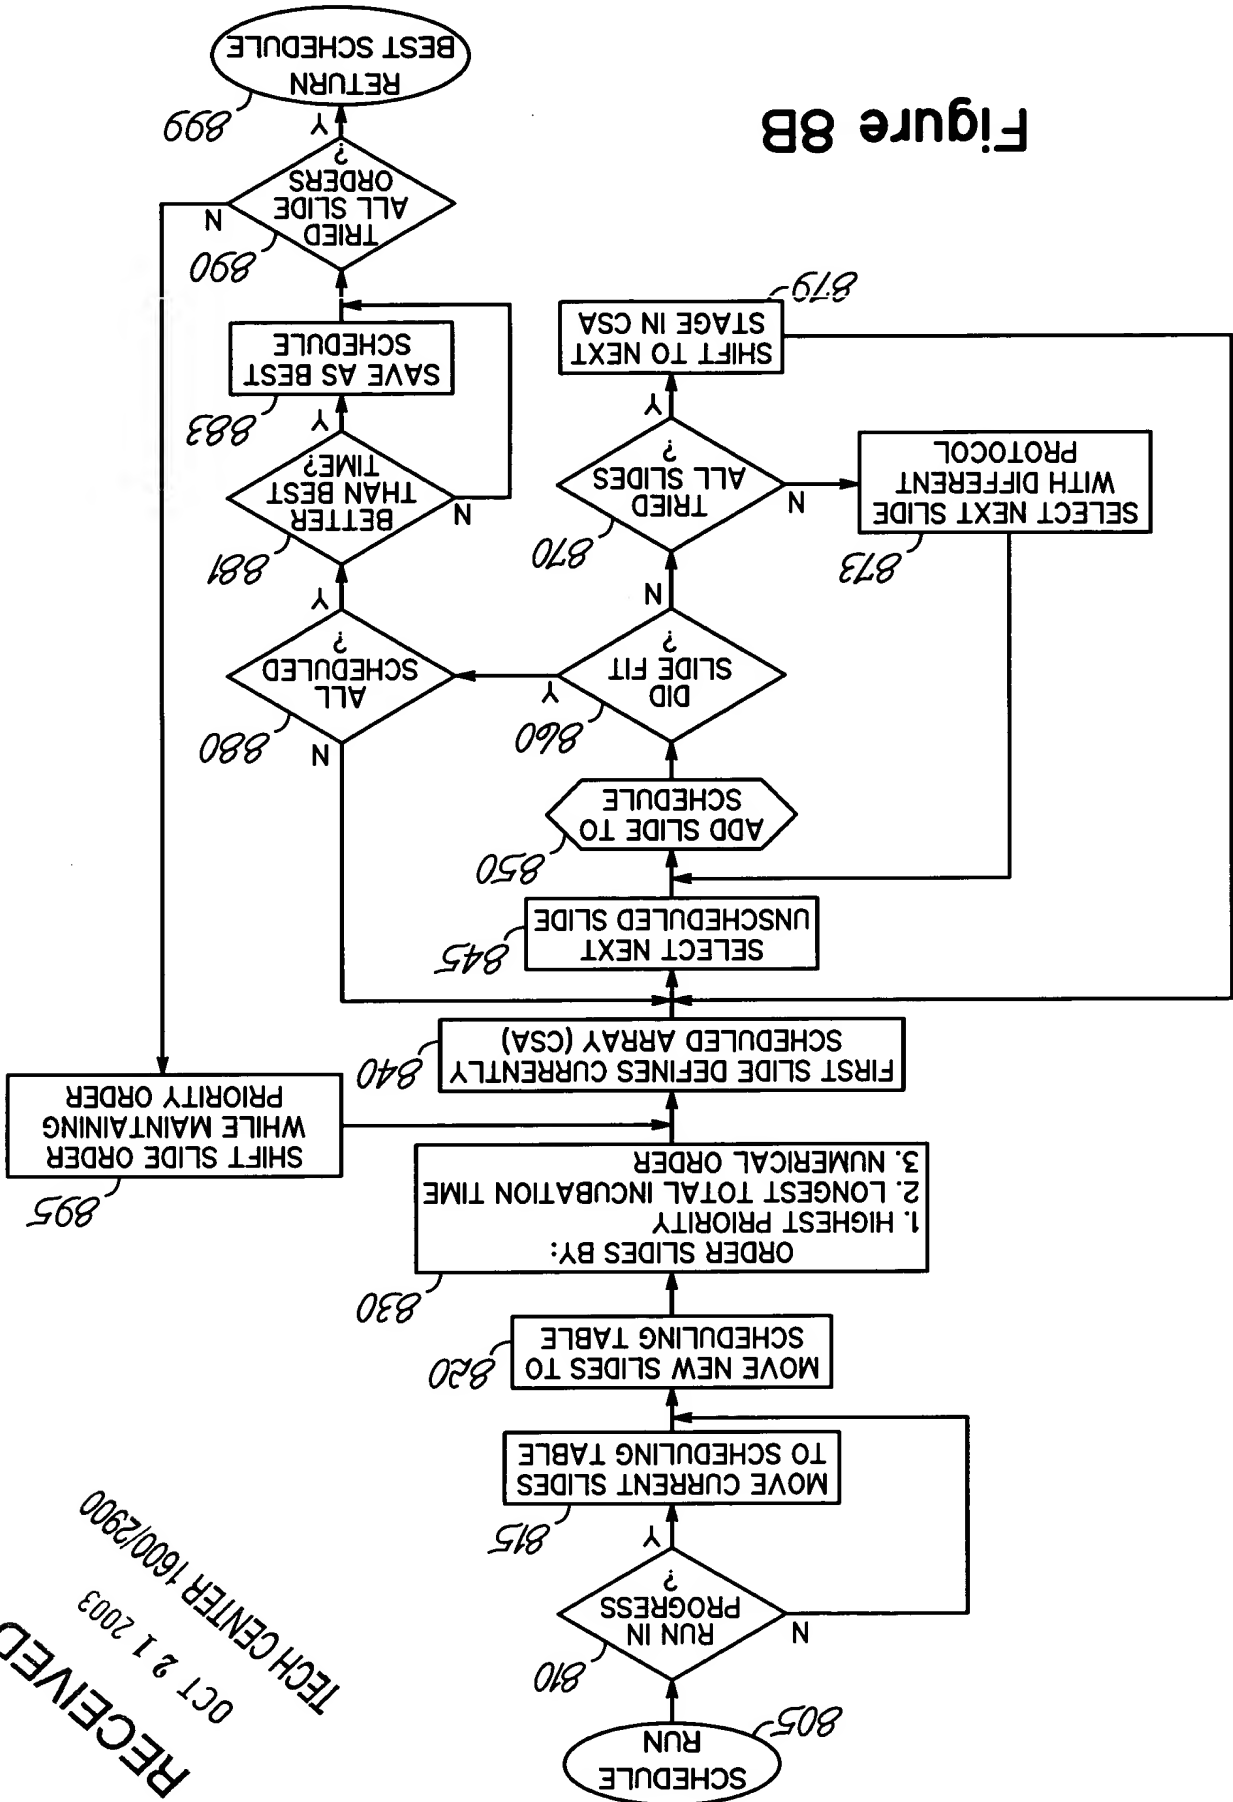 SCHEDULE
RUN
805
810
RUN IN
PROGRESS
?
N
Y
815
MOVE CURRENT SLIDES
TO SCHEDULING TABLE
820
MOVE NEW SLIDES TO
SCHEDULING TABLE
830
ORDER SLIDES BY:
1. HIGHEST PRIORITY
2. LONGEST TOTAL INCUBATION TIME
3. NUMERICAL ORDER
895
SHIFT SLIDE ORDER
WHILE MAINTAINING
PRIORITY ORDER
840
FIRST SLIDE DEFINES CURRENTLY
SCHEDULED ARRAY (CSA)
845
SELECT NEXT
UNSCHEDULED SLIDE
850
ADD SLIDE TO
SCHEDULE
860
DID
SLIDE FIT
?
Y
N
880
ALL
SCHEDULED
?
N
Y
870
TRIED
ALL SLIDES
?
N
Y
873
SELECT NEXT SLIDE
WITH DIFFERENT
PROTOCOL
879
SHIFT TO NEXT
STAGE IN CSA
881
BETTER
THAN BEST
TIME?
N
Y
883
SAVE AS BEST
SCHEDULE
890
TRIED
ALL SLIDE
ORDERS
?
N
Y
899
RETURN
BEST SCHEDULE
Figure 8B
RECEIVED
OCT 21 2003
TECH CENTER 1600/2900